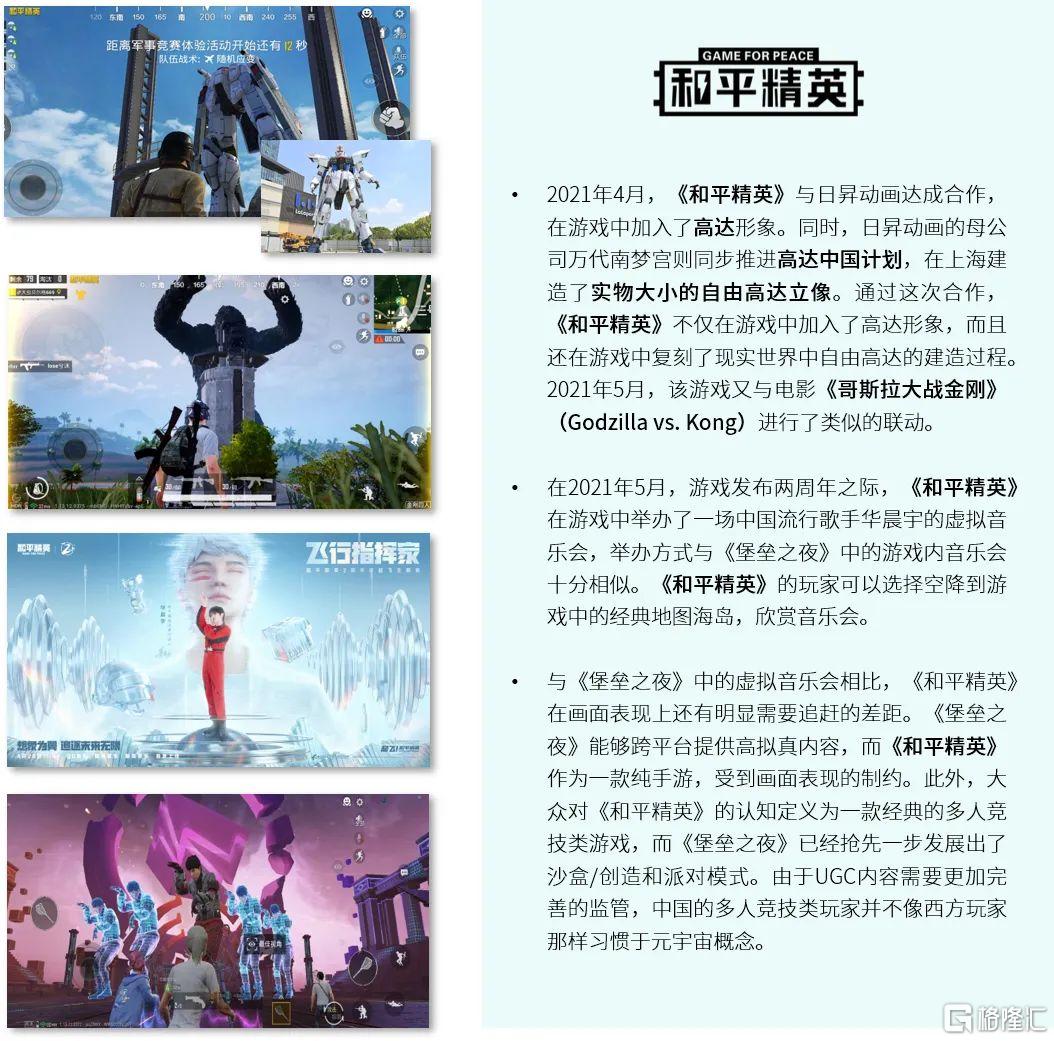 和平精英
120 东南 150 165 南 200 10 西南 240 255 西
距离军事竞赛体验活动开始还有 12 秒
队伍战术: 随机应变
和平精英
飞行指挥家
想象为翼 追逐未来无限
最佳视角
GAME FOR PEACE
和平精英
• 2021年4月，《和平精英》与日昇动画达成合作，
在游戏中加入了高达形象。同时，日昇动画的母公
司万代南梦宫则同步推进高达中国计划，在上海建
造了实物大小的自由高达立像。通过这次合作，
《和平精英》不仅在游戏中加入了高达形象，而且
还在游戏中复刻了现实世界中自由高达的建造过程。
2021年5月，该游戏又与电影《哥斯拉大战金刚》
（Godzilla vs. Kong）进行了类似的联动。
• 在2021年5月，游戏发布两周年之际，《和平精英》
在游戏中举办了一场中国流行歌手华晨宇的虚拟音
乐会，举办方式与《堡垒之夜》中的游戏内音乐会
十分相似。《和平精英》的玩家可以选择空降到游
戏中的经典地图海岛，欣赏音乐会。
• 与《堡垒之夜》中的虚拟音乐会相比，《和平精英》
在画面表现上还有明显需要追赶的差距。《堡垒之
夜》能够跨平台提供高拟真内容，而《和平精英》
作为一款纯手游，受到画面表现的制约。此外，大
众对《和平精英》的认知定义为一款经典的多人竞
技类游戏，而《堡垒之夜》已经抢先一步发展出了
沙盒/创造和派对模式。由于UGC内容需要更加完
善的监管，中国的多人竞技类玩家并不像西方玩家
那样习惯于元宇宙概念。
格隆汇